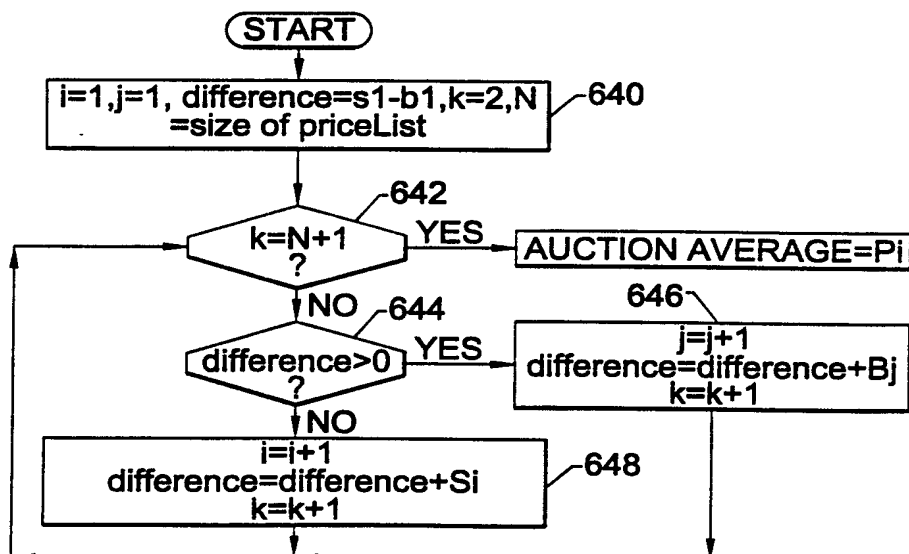 START
i=1,j=1, difference=s1-b1,k=2,N
=size of priceList
640
642
k=N+1
?
YES
AUCTION AVERAGE=Pi
NO
644
646
difference>0
?
YES
j=j+1
difference=difference+Bj
k=k+1
NO
i=i+1
difference=difference+Si
k=k+1
648